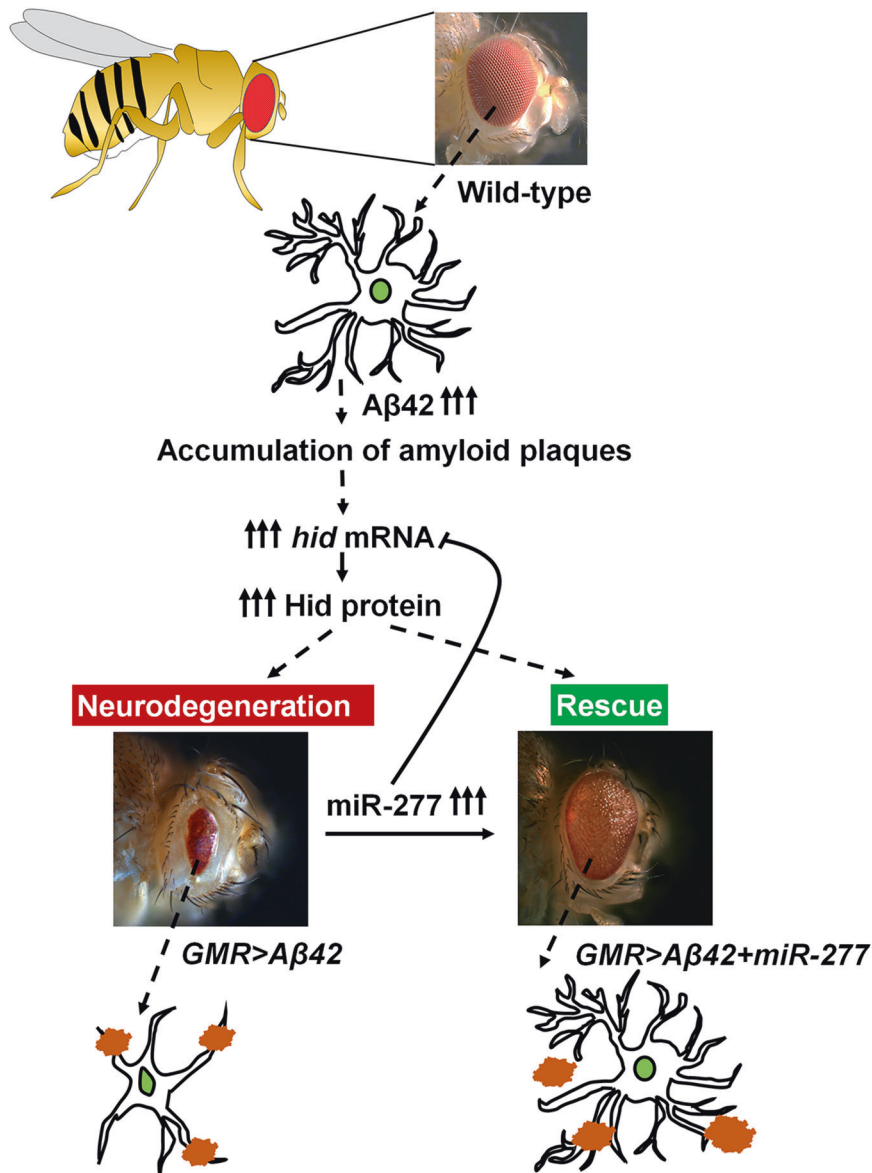 Wild-type
Aβ42 ↑↑↑
Accumulation of amyloid plaques
↑↑↑ hid mRNA
↑↑↑ Hid protein
Neurodegeneration
Rescue
miR-277 ↑↑↑
GMR>Aβ42
GMR>Aβ42+miR-277